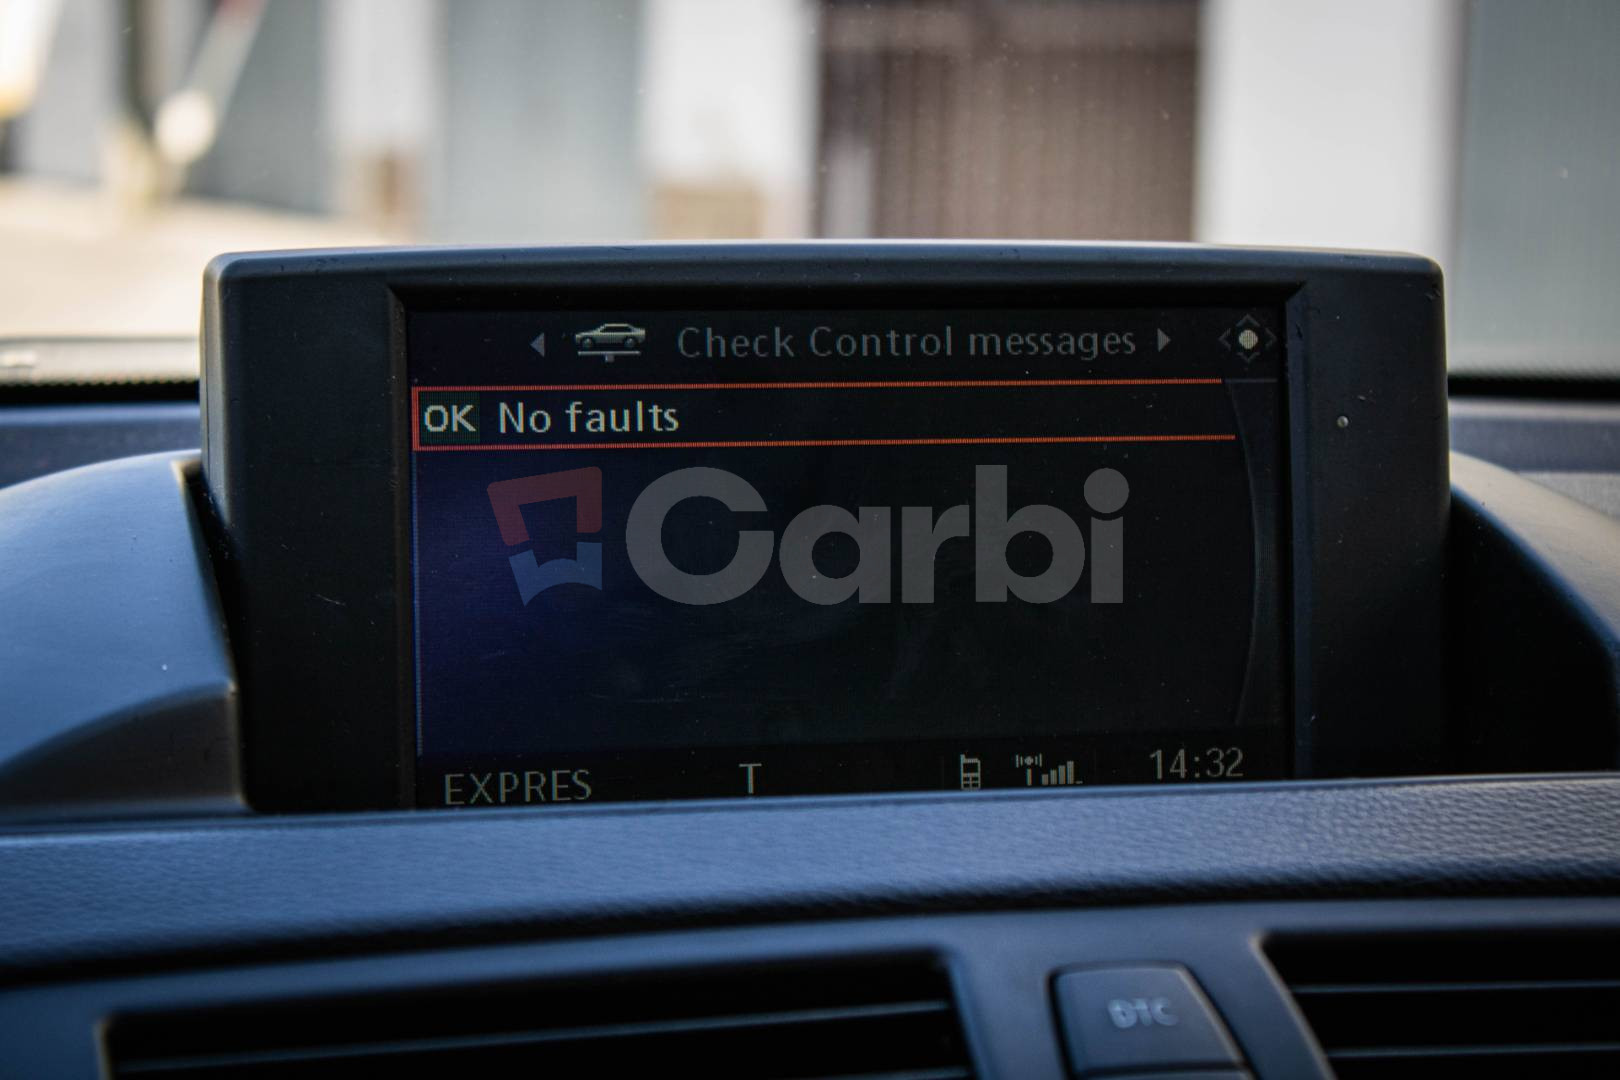 Check Control messages
OK No faults
Carbi
EXPRES T 14:32
DTC